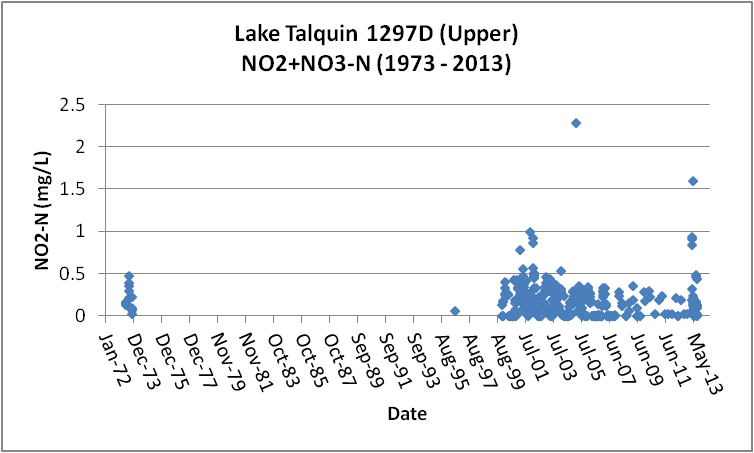 Lake Talquin 1297D (Upper)
NO2+NO3-N (1973 - 2013)
NO2-N (mg/L)
2.5
2
1.5
1
0.5
0
Jan-72
Dec-73
Dec-75
Dec-77
Nov-79
Nov-81
Oct-83
Oct-85
Oct-87
Sep-89
Sep-91
Sep-93
Aug-95
Aug-97
Aug-99
Jul-01
Jul-03
Jul-05
Jun-07
Jun-09
Jun-11
May-13
Date